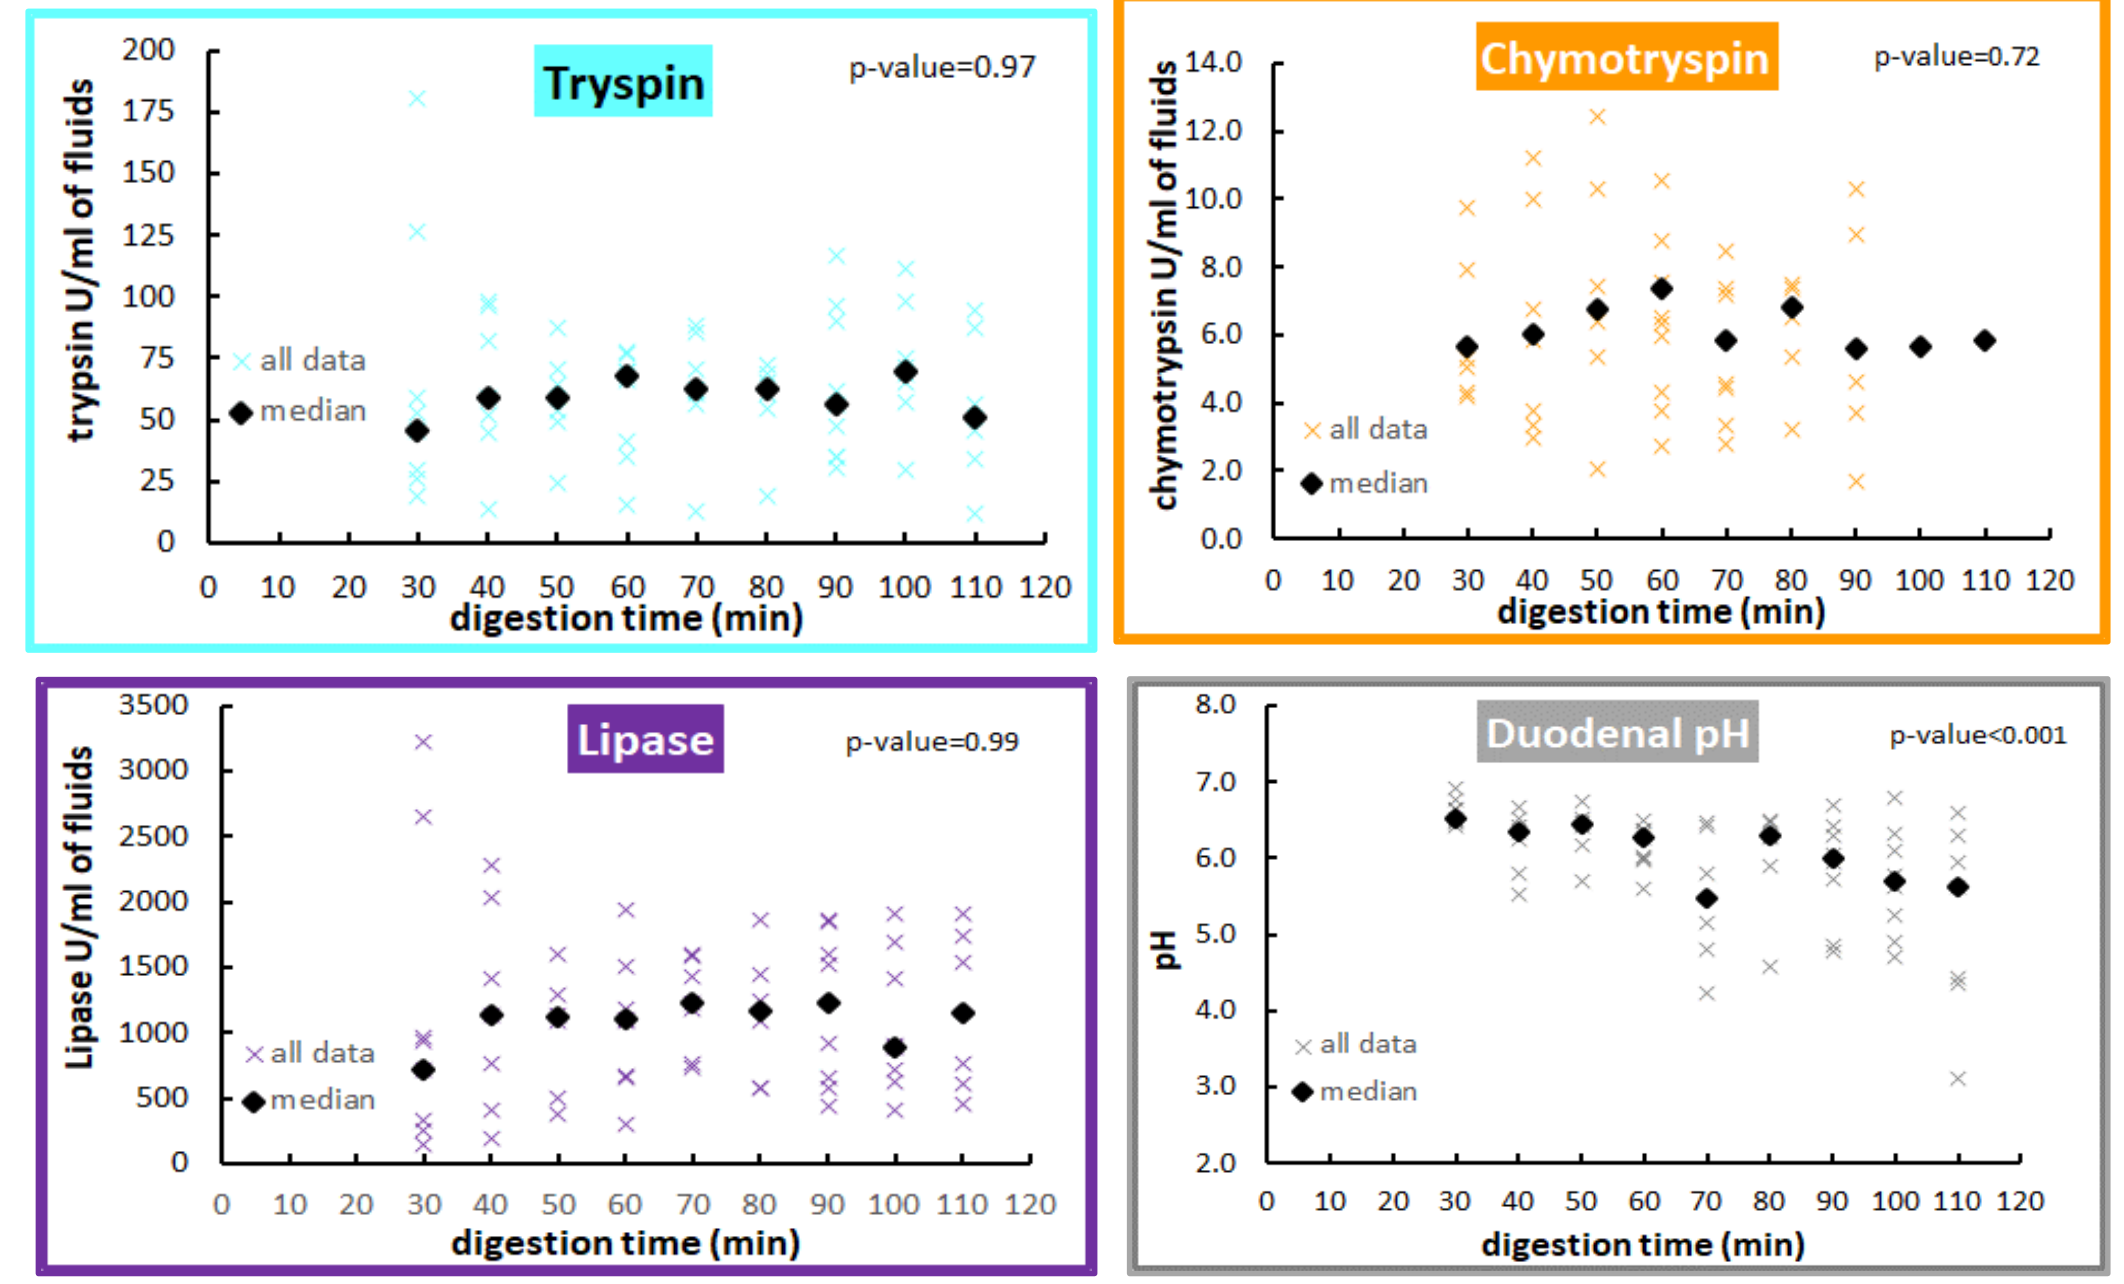 Tryspin
p-value=0.97
trypsin U/ml of fluids
200
175
150
125
100
75
50
25
0
all data
median
0 10 20 30 40 50 60 70 80 90 100 110 120
digestion time (min)
Chymotryspin
p-value=0.72
chymotrypsin U/ml of fluids
14.0
12.0
10.0
8.0
6.0
4.0
2.0
0.0
all data
median
0 10 20 30 40 50 60 70 80 90 100 110 120
digestion time (min)
Lipase
p-value=0.99
Lipase U/ml of fluids
3500
3000
2500
2000
1500
1000
500
0
all data
median
0 10 20 30 40 50 60 70 80 90 100 110 120
digestion time (min)
Duodenal pH
p-value<0.001
pH
8.0
7.0
6.0
5.0
4.0
3.0
2.0
all data
median
0 10 20 30 40 50 60 70 80 90 100 110 120
digestion time (min)